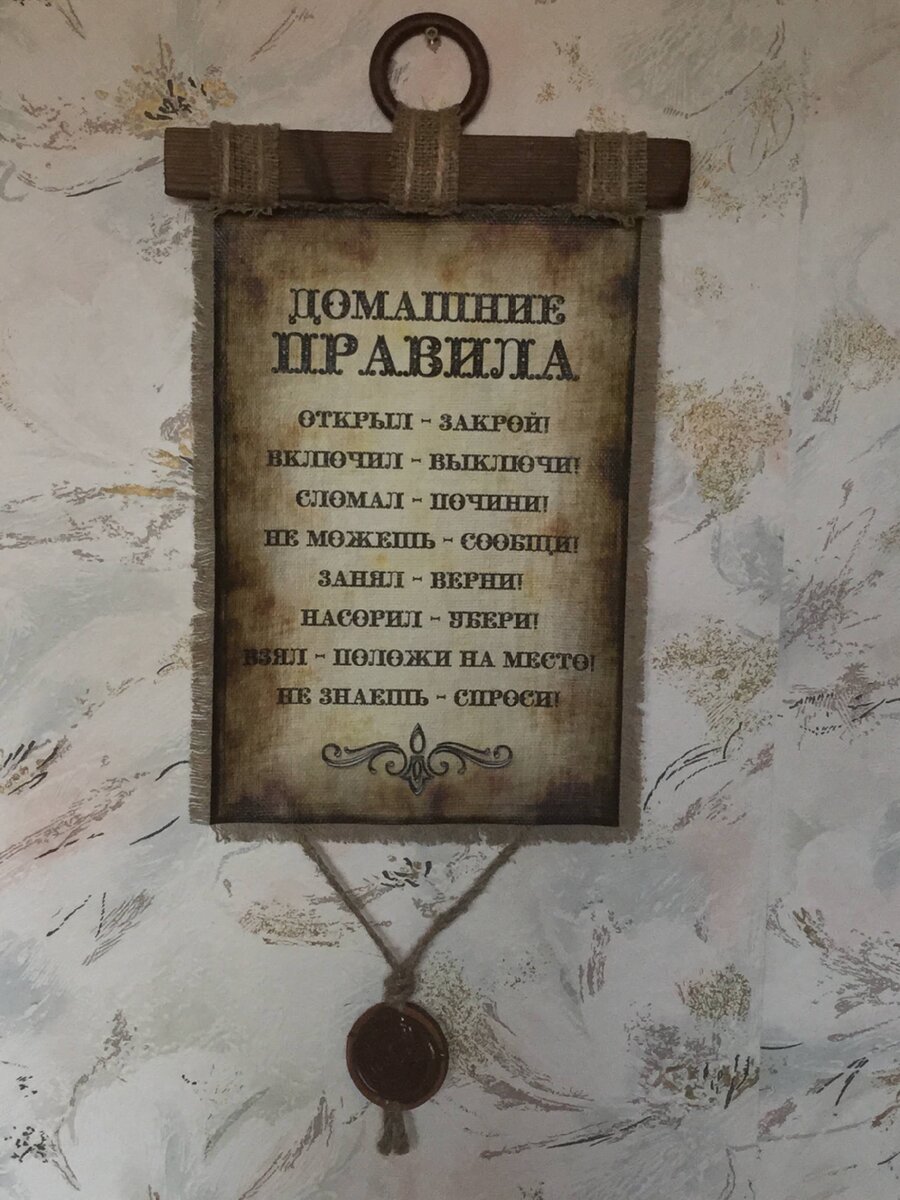 ДОМАШНИЕ
ПРАВИЛА
ОТКРЫЛ - ЗАКРОЙ!
ВКЛЮЧИЛ - ВЫКЛЮЧИ!
СЛОМАЛ - ПОЧИНИ!
НЕ МОЖЕШЬ - СООБЩИ!
ЗАНЯЛ - ВЕРНИ!
НАСОРИЛ - УБЕРИ!
ВЗЯЛ - ПОЛОЖИ НА МЕСТО!
НЕ ЗНАЕШЬ - СПРОСИ!